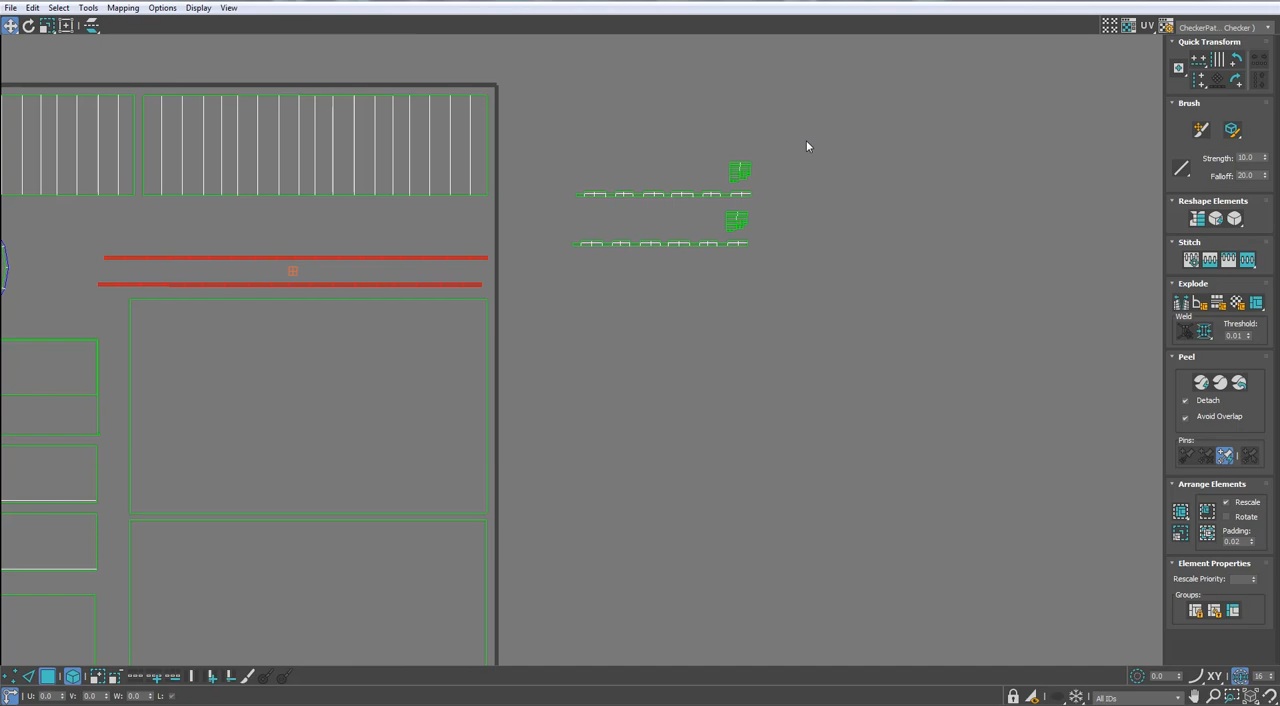 File Edit Select Tools Mapping Options Display View
UV
CheckerPat... Checker )
Quick Transform
Brush
Strength: 10.0
Falloff: 20.0
Reshape Elements
Stitch
Explode
Weld
Threshold:
0.01
Peel
Detach
Avoid Overlap
Pins:
Arrange Elements
Rescale
Rotate
Padding:
0.02
Element Properties
Rescale Priority:
Groups:
0.0 XY 16
U: 0.0 V: 0.0 W: 0.0 L: All IDs